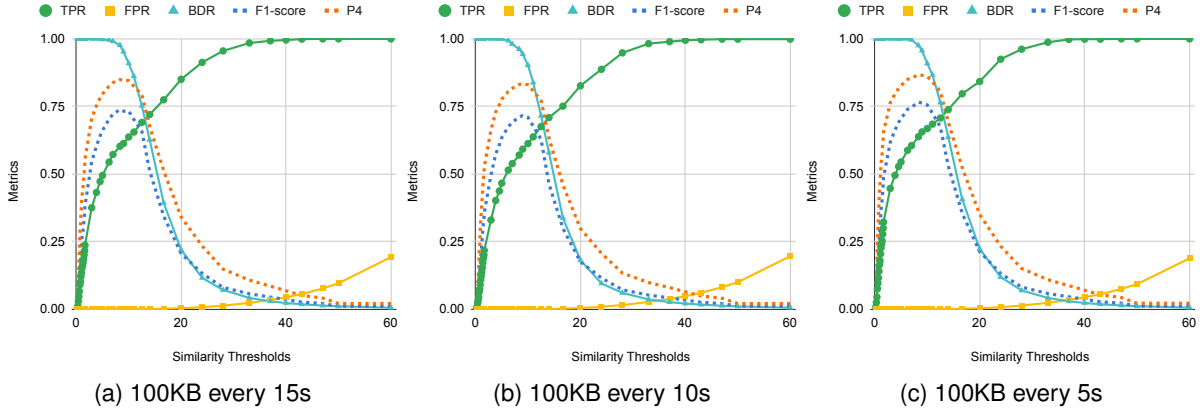 TPR FPR BDR F1-score P4
1.00
0.75
0.50
0.25
0.00
Metrics
0 20 40 60
Similarity Thresholds
(a) 100KB every 15s
TPR FPR BDR F1-score P4
1.00
0.75
0.50
0.25
0.00
Metrics
0 20 40 60
Similarity Thresholds
(b) 100KB every 10s
TPR FPR BDR F1-score P4
1.00
0.75
0.50
0.25
0.00
Metrics
0 20 40 60
Similarity Thresholds
(c) 100KB every 5s